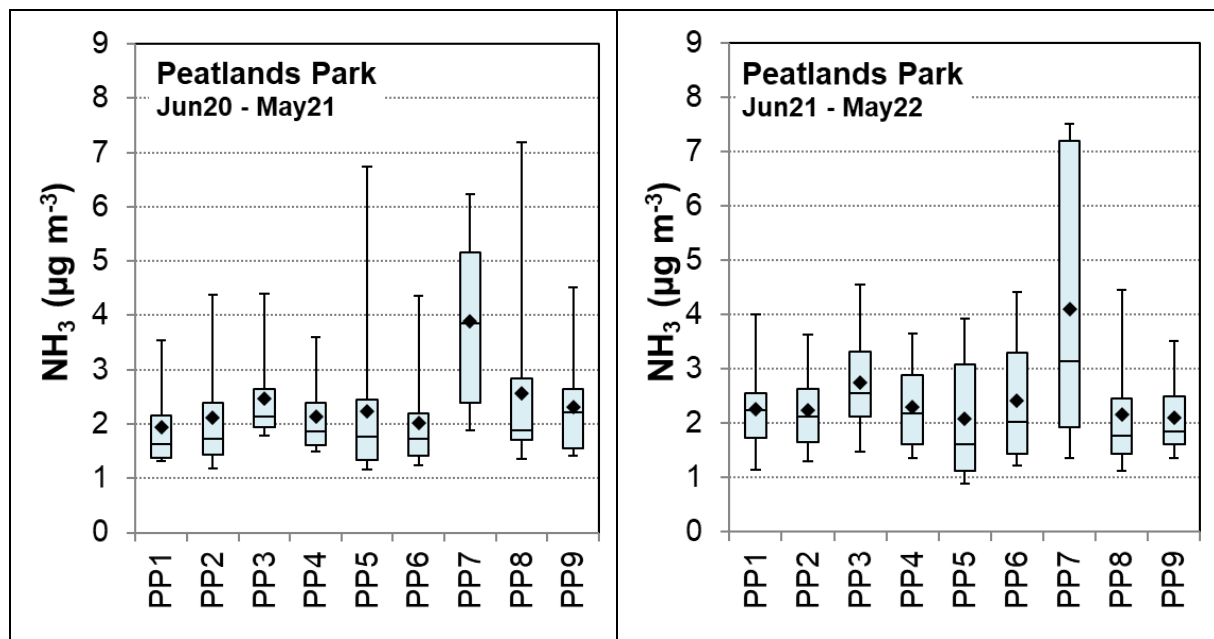 Peatlands Park
Jun20 - May21
NH₃ (µg m⁻³)
9
8
7
6
5
4
3
2
1
0
PP1 PP2 PP3 PP4 PP5 PP6 PP7 PP8 PP9
Peatlands Park
Jun21 - May22
NH₃ (µg m⁻³)
9
8
7
6
5
4
3
2
1
0
PP1 PP2 PP3 PP4 PP5 PP6 PP7 PP8 PP9